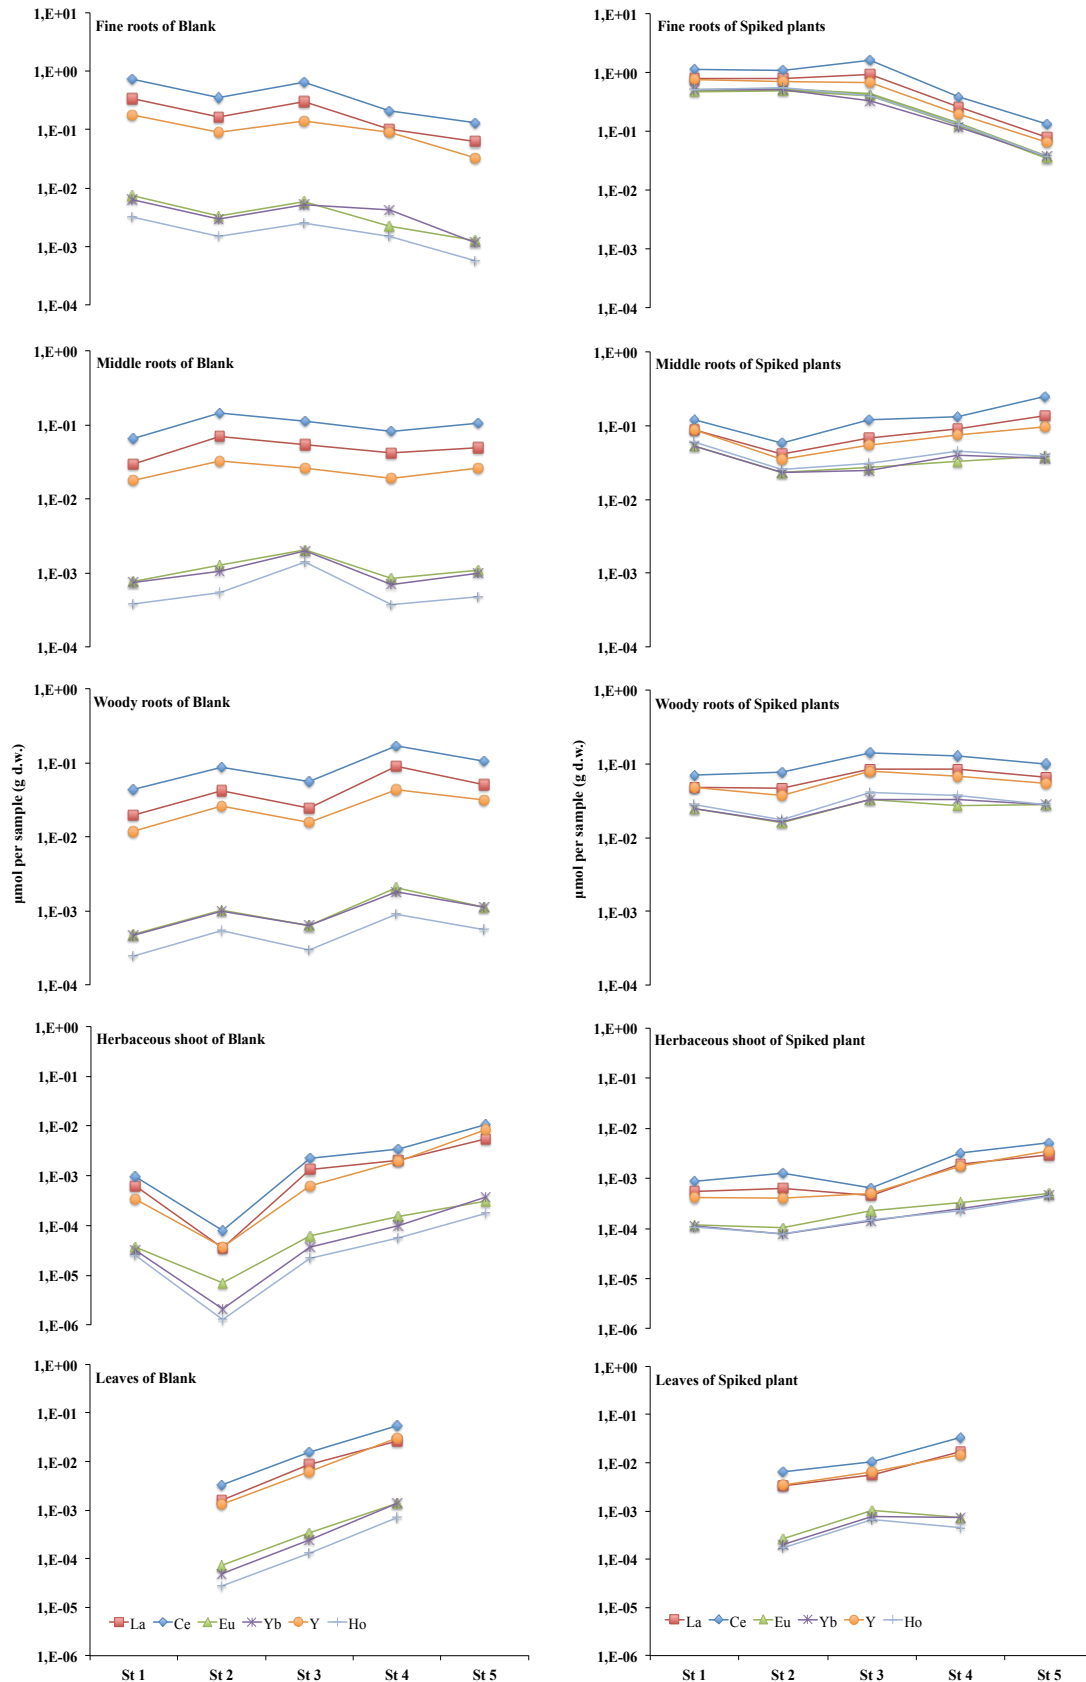 Fine roots of Blank
1,E+01
1,E+00
1,E-01
1,E-02
1,E-03
1,E-04
Fine roots of Spiked plants
1,E+01
1,E+00
1,E-01
1,E-02
1,E-03
1,E-04
Middle roots of Blank
1,E+00
1,E-01
1,E-02
1,E-03
1,E-04
Middle roots of Spiked plants
1,E+00
1,E-01
1,E-02
1,E-03
1,E-04
Woody roots of Blank
1,E+00
1,E-01
1,E-02
1,E-03
1,E-04
µmol per sample (g d.w.)
Woody roots of Spiked plants
1,E+00
1,E-01
1,E-02
1,E-03
1,E-04
µmol per sample (g d.w.)
Herbaceous shoot of Blank
1,E+00
1,E-01
1,E-02
1,E-03
1,E-04
1,E-05
1,E-06
Herbaceous shoot of Spiked plant
1,E+00
1,E-01
1,E-02
1,E-03
1,E-04
1,E-05
1,E-06
Leaves of Blank
1,E+00
1,E-01
1,E-02
1,E-03
1,E-04
1,E-05
1,E-06
La Ce Eu Yb Y Ho
St 1 St 2 St 3 St 4 St 5
Leaves of Spiked plant
1,E+00
1,E-01
1,E-02
1,E-03
1,E-04
1,E-05
1,E-06
La Ce Eu Yb Y Ho
St 1 St 2 St 3 St 4 St 5